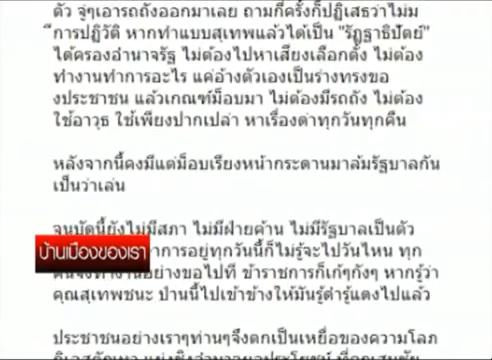 ตัว จู่ๆเอารถถังออกมาเลย ถามกี่ครั้งก็ปฏิเสธว่าไม่ม
ีการปฏิวัติ หากทำแบบสุเทพแล้วได้เป็น "รัฏฐาธิปัตย์"
ได้ครองอำนาจรัฐ ไม่ต้องไปหาเสียงเลือกตั้ง ไม่ต้อง
ทำงานทำการอะไร แค่อ้างตัวเองเป็นร่างทรงขอ
งประชาชน แล้วเกณฑ์ม็อบมา ไม่ต้องมีรถถัง ไม่ต้อง
ใช้อาวุธ ใช้เพียงปากเปล่า หาเรื่องด่าทุกวันทุกคืน
หลังจากนี้คงมีแต่ม็อบเรียงหน้ากระดานมาล้มรัฐบาลกัน
เป็นว่าเล่น
จนบัดนี้ยังไม่มีสภา ไม่มีฝ่ายค้าน ไม่มีรัฐบาลเป็นตัว
บ้านเมืองของเรา
าการอยู่ทุกวันนี้ก็ไม่รู้จะไปวันไหน ทุก
คนจึงทำงานอย่างขอไปที ข้าราชการก็เก้ๆกังๆ หากรู้ว่า
คุณสุเทพชนะ ป่านนี้ไปเข้าข้างให้มันรู้ดำรู้แดงไปแล้ว
ประชาชนอย่างเราๆท่านๆจึงตกเป็นเหยื่อของความโลภ